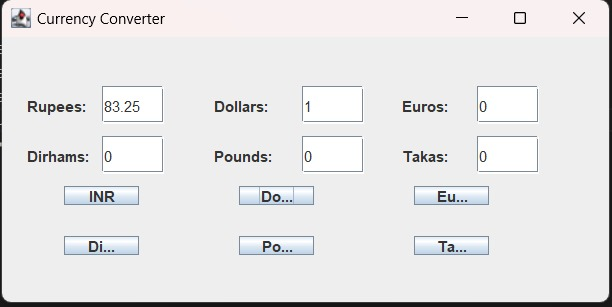 Currency Converter
Rupees: 83.25 Dollars: 1 Euros: 0
Dirhams: 0 Pounds: 0 Takas: 0
INR Do... Eu...
Di... Po... Ta...